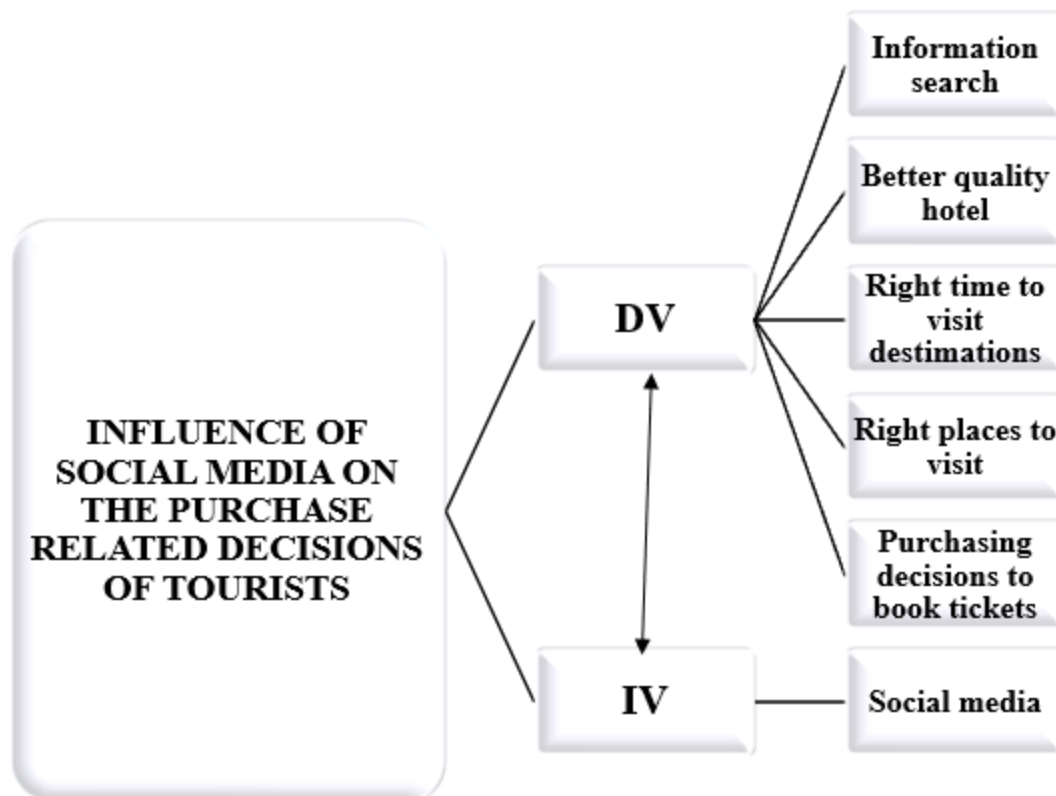 INFLUENCE OF
SOCIAL MEDIA ON
THE PURCHASE
RELATED DECISIONS
OF TOURISTS
DV
IV
Information
search
Better quality
hotel
Right time to
visit
destimations
Right places to
visit
Purchasing
decisions to
book tickets
Social media